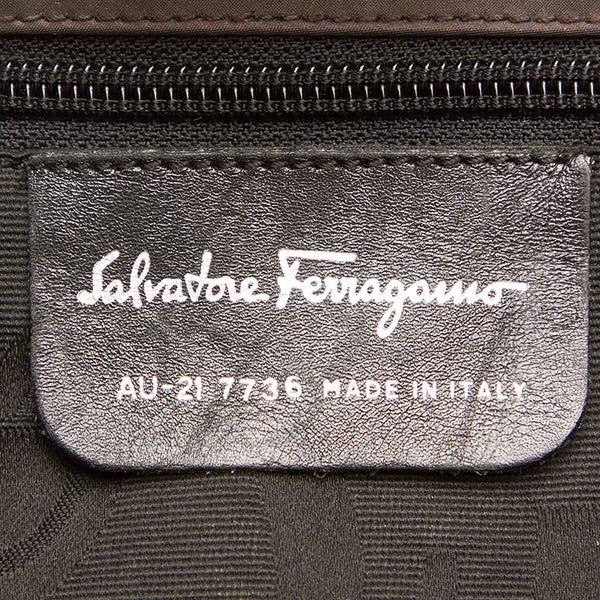 Salvatore Ferragamo
AU-21 7736 MADE IN ITALY